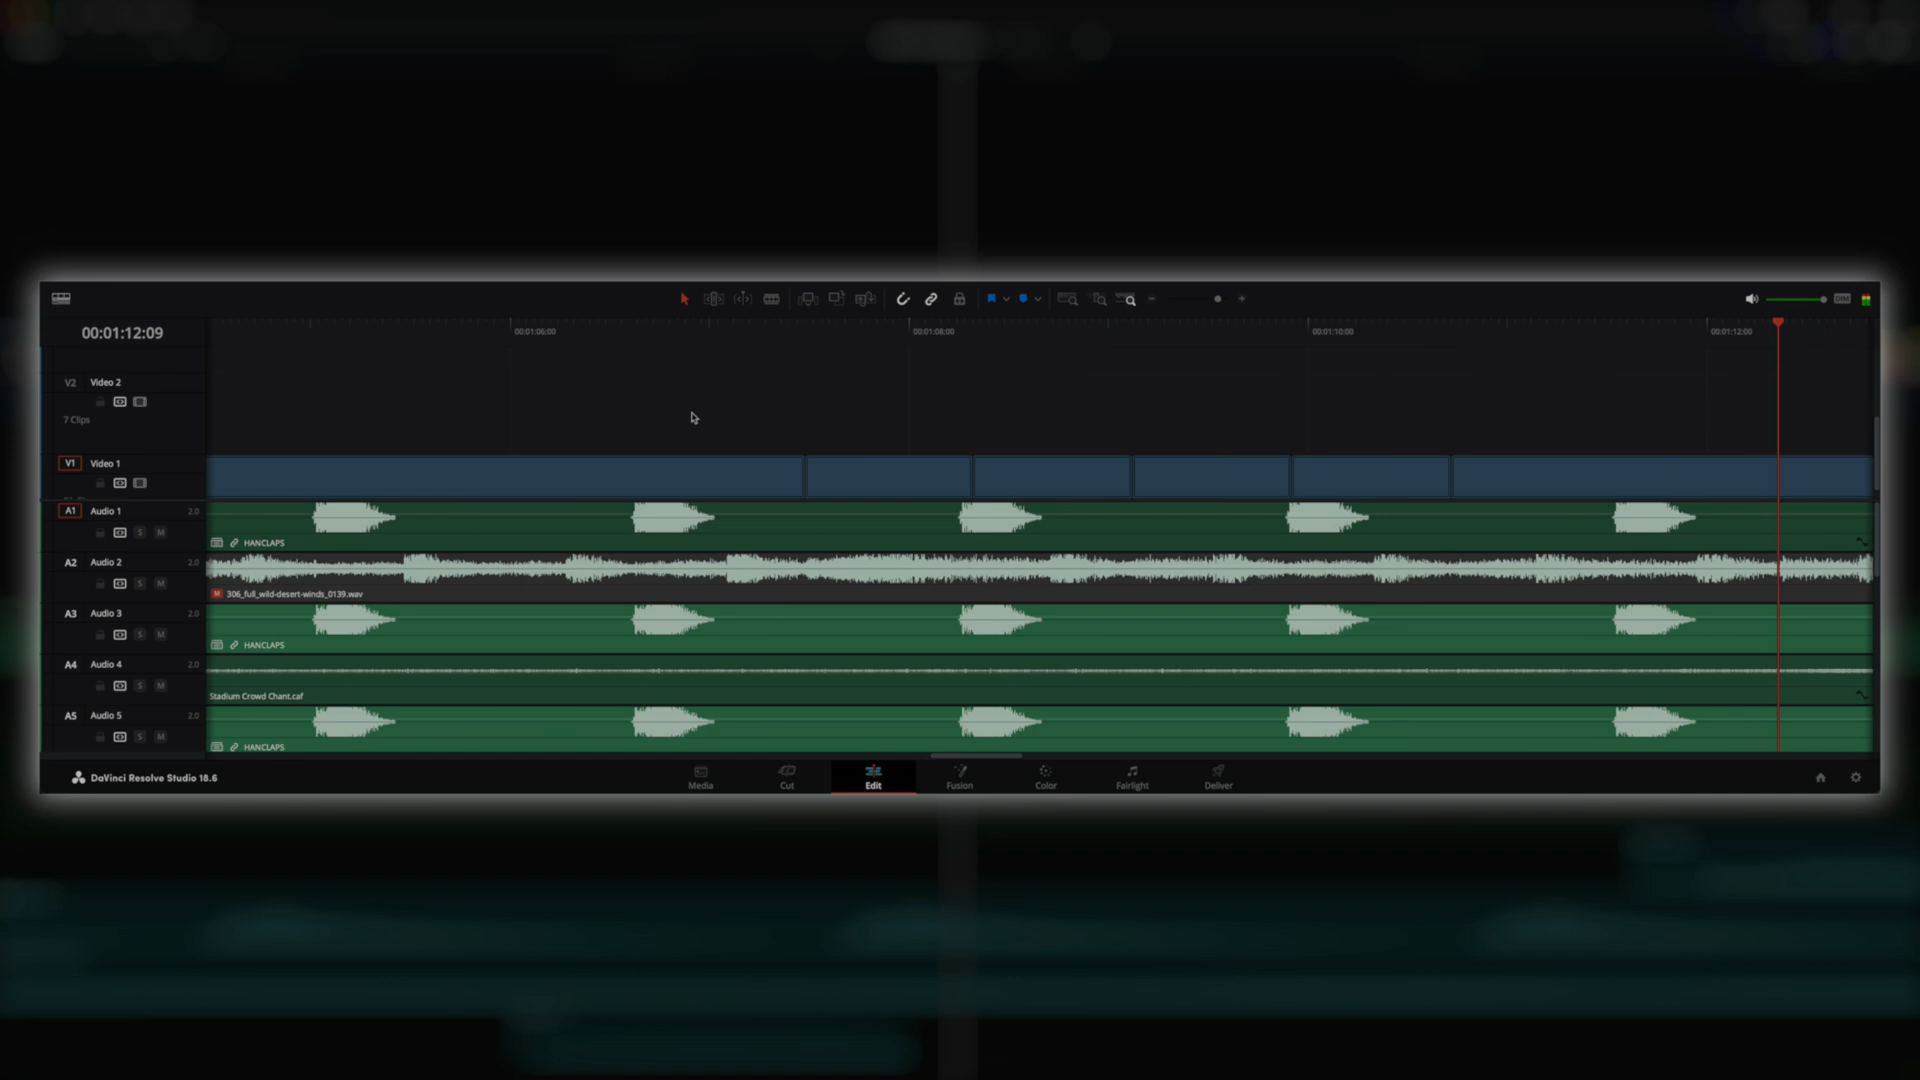 DIM
00:01:12:09
00:01:06:00
00:01:08:00
00:01:10:00
00:01:12:00
V2 Video 2
7 Clips
V1 Video 1
A1 Audio 1 2.0
S M
HANCLAPS
A2 Audio 2 2.0
S M
M 306_full_wild-desert-winds_0139.wav
A3 Audio 3 2.0
S M
HANCLAPS
A4 Audio 4 2.0
S M
Stadium Crowd Chant.caf
A5 Audio 5 2.0
S M
HANCLAPS
DaVinci Resolve Studio 18.6
Media Cut Edit Fusion Color Fairlight Deliver